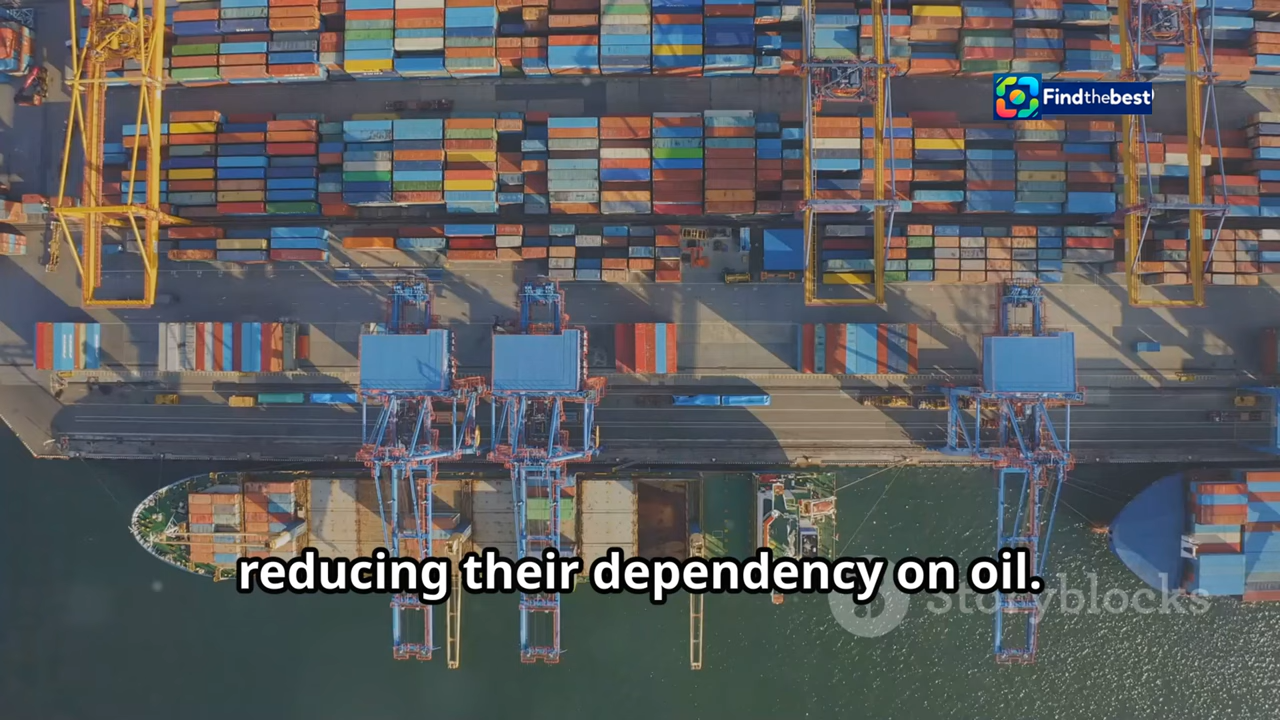 Findthebest
reducing their dependency on oil.
Storyblocks